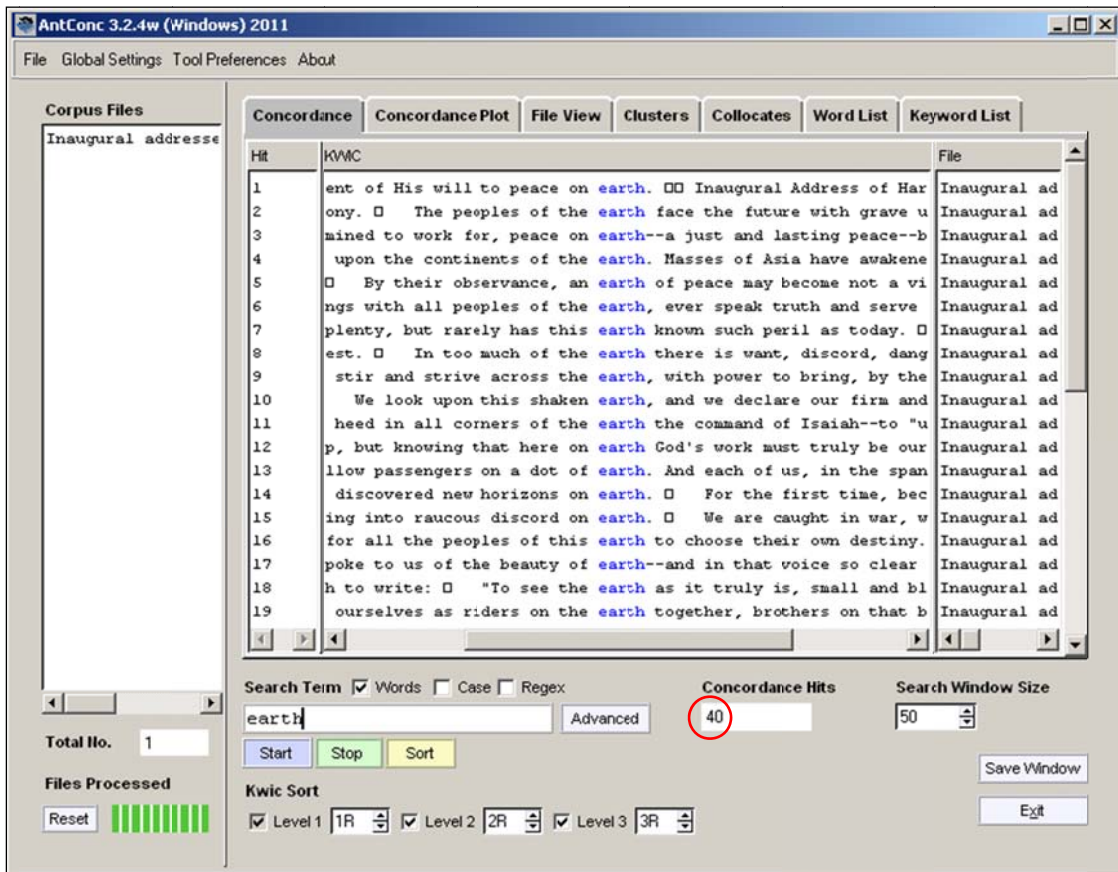 AntConc 3.2.4w (Windows) 2011
File Global Settings Tool Preferences About
Corpus Files
Inaugural addresse
Concordance Concordance Plot File View Clusters Collocates Word List Keyword List
Hit KWIC File
1 ent of His will to peace on earth. □□ Inaugural Address of Har Inaugural ad
2 ony. □ The peoples of the earth face the future with grave u Inaugural ad
3 mined to work for, peace on earth--a just and lasting peace--b Inaugural ad
4 upon the continents of the earth. Masses of Asia have awakene Inaugural ad
5 □ By their observance, an earth of peace may become not a vi Inaugural ad
6 ngs with all peoples of the earth, ever speak truth and serve Inaugural ad
7 plenty, but rarely has this earth known such peril as today. □ Inaugural ad
8 est. □ In too much of the earth there is want, discord, dang Inaugural ad
9 stir and strive across the earth, with power to bring, by the Inaugural ad
10 We look upon this shaken earth, and we declare our firm and Inaugural ad
11 heed in all corners of the earth the command of Isaiah--to "u Inaugural ad
12 p, but knowing that here on earth God's work must truly be our Inaugural ad
13 llow passengers on a dot of earth. And each of us, in the span Inaugural ad
14 discovered new horizons on earth. □ For the first time, bec Inaugural ad
15 ing into raucous discord on earth. □ We are caught in war, w Inaugural ad
16 for all the peoples of this earth to choose their own destiny. Inaugural ad
17 poke to us of the beauty of earth--and in that voice so clear Inaugural ad
18 h to write: □ "To see the earth as it truly is, small and bl Inaugural ad
19 ourselves as riders on the earth together, brothers on that b Inaugural ad
Search Term Words Case Regex Concordance Hits Search Window Size
earth Advanced 40 50
Total No. 1
Start Stop Sort
Save Window
Files Processed
Kwic Sort
Reset
Level 1 1R Level 2 2R Level 3 3R
Exit